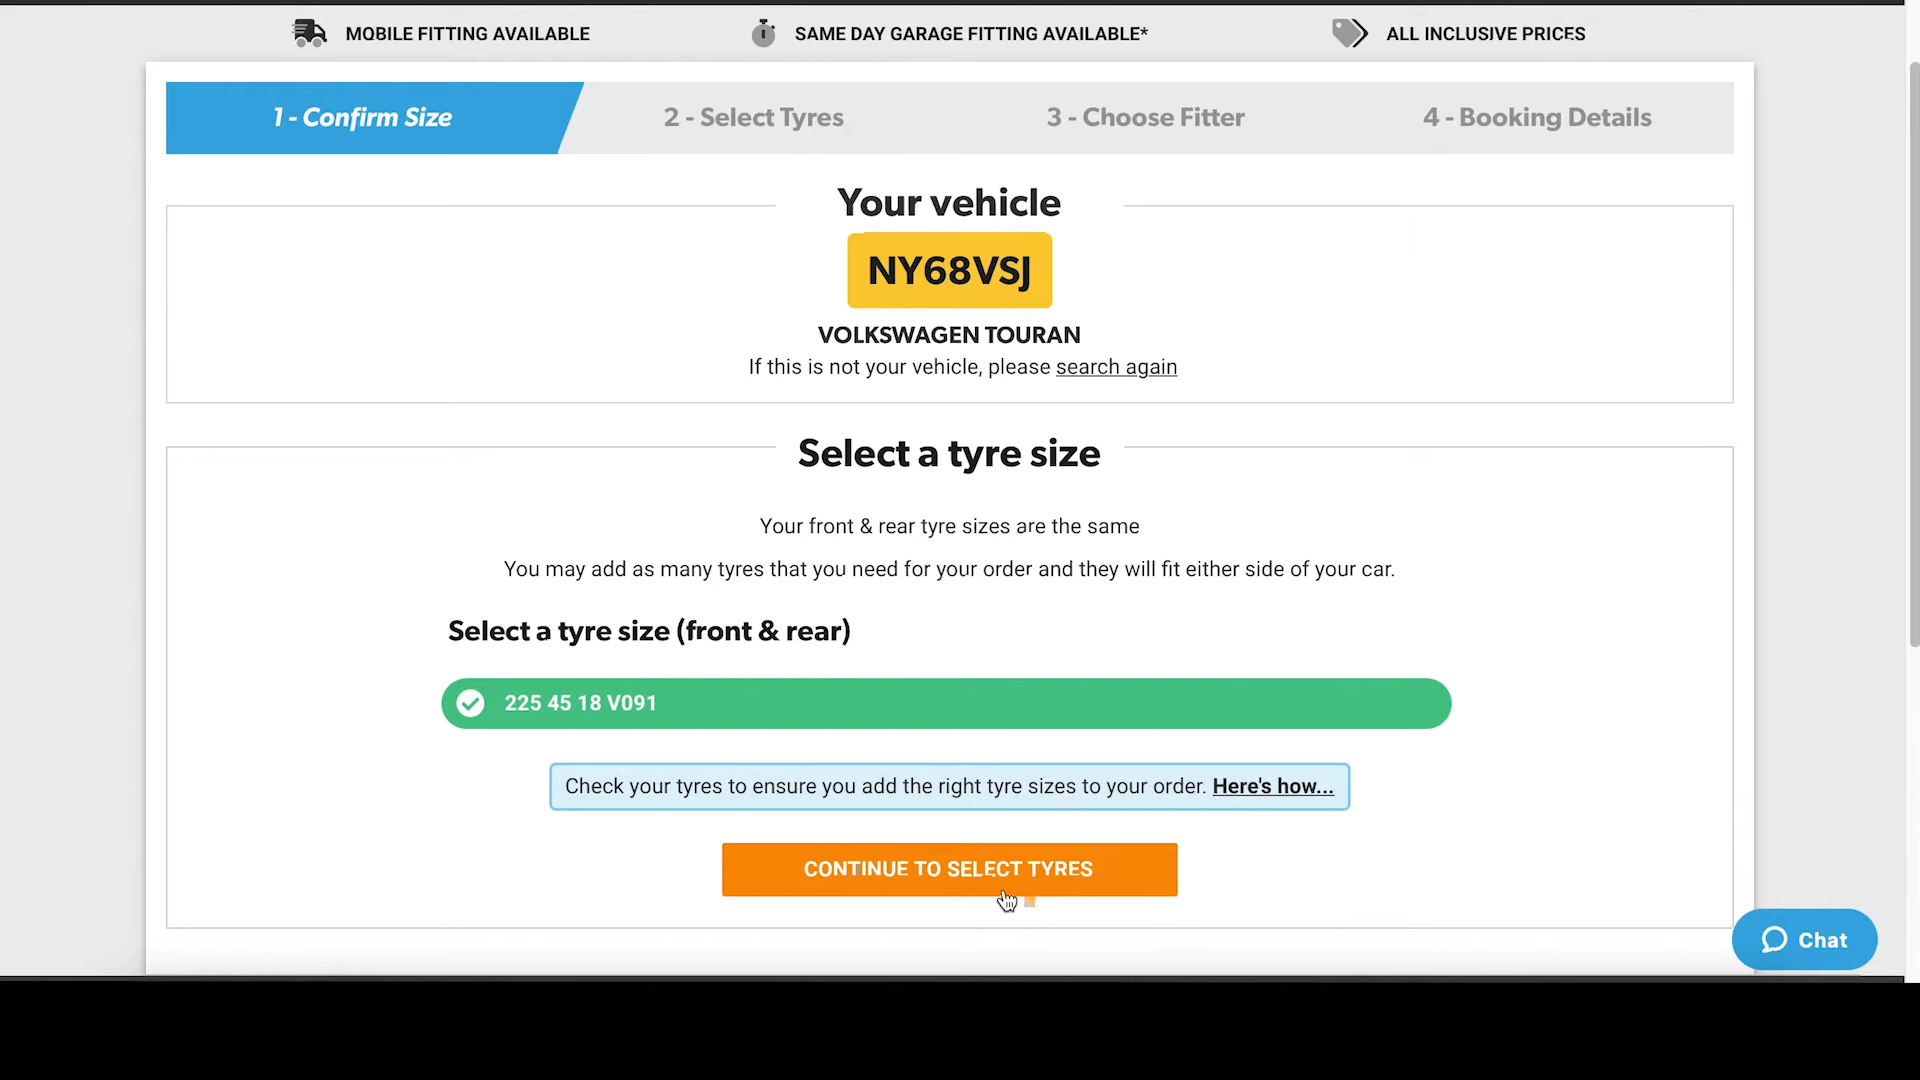 MOBILE FITTING AVAILABLE
SAME DAY GARAGE FITTING AVAILABLE*
ALL INCLUSIVE PRICES
1 - Confirm Size
2 - Select Tyres
3 - Choose Fitter
4 - Booking Details
Your vehicle
NY68VSJ
VOLKSWAGEN TOURAN
If this is not your vehicle, please search again
Select a tyre size
Your front & rear tyre sizes are the same
You may add as many tyres that you need for your order and they will fit either side of your car.
Select a tyre size (front & rear)
225 45 18 V091
Check your tyres to ensure you add the right tyre sizes to your order. Here's how...
CONTINUE TO SELECT TYRES
Chat